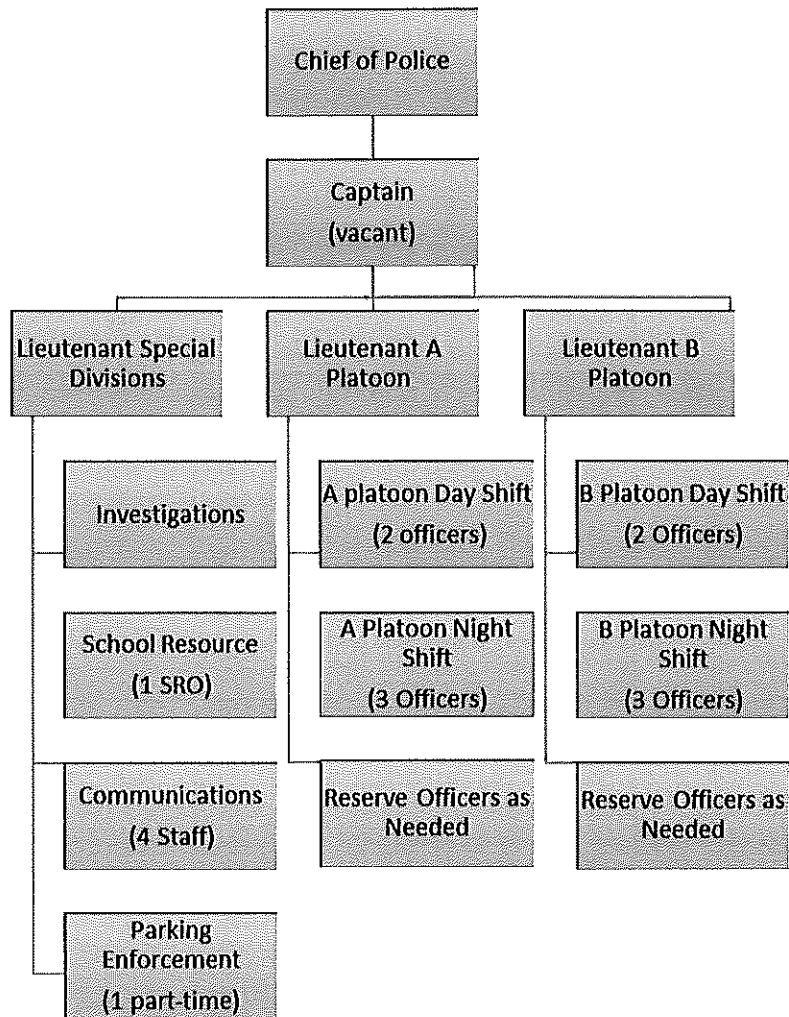 Chief of Police
Captain
(vacant)
Lieutenant Special
Divisions
Lieutenant A
Platoon
Lieutenant B
Platoon
Investigations
School Resource
(1 SRO)
Communications
(4 Staff)
Parking
Enforcement
(1 part-time)
A platoon Day Shift
(2 officers)
A Platoon Night
Shift
(3 Officers)
Reserve Officers as
Needed
B Platoon Day Shift
(2 Officers)
B Platoon Night
Shift
(3 Officers)
Reserve Officers as
Needed